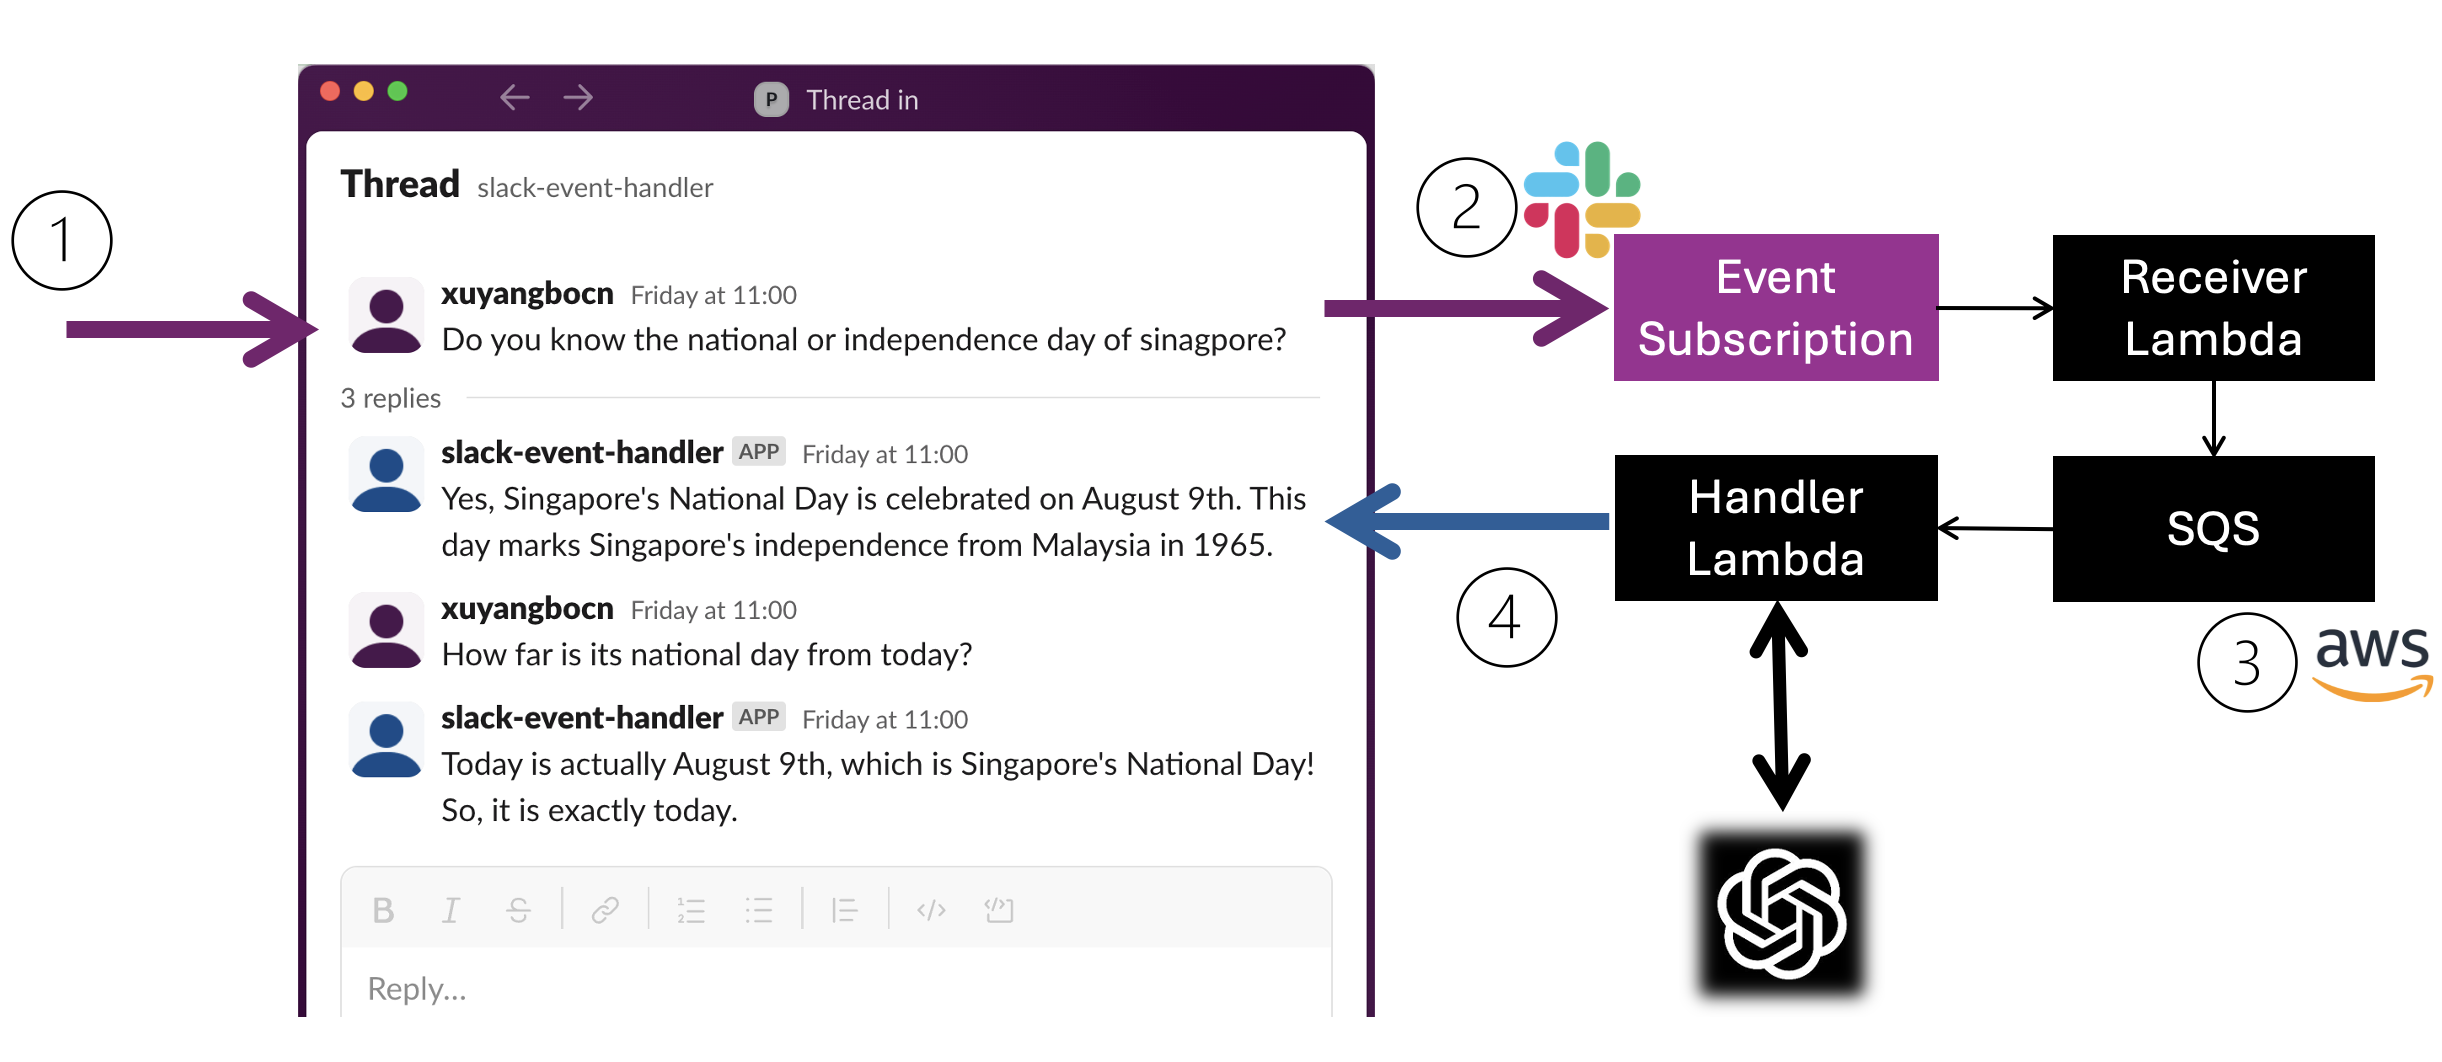 P Thread in
Thread slack-event-handler
1
xuyangbocn Friday at 11:00
Do you know the national or independence day of sinagpore?
3 replies
slack-event-handler APP Friday at 11:00
Yes, Singapore's National Day is celebrated on August 9th. This
day marks Singapore's independence from Malaysia in 1965.
xuyangbocn Friday at 11:00
How far is its national day from today?
slack-event-handler APP Friday at 11:00
Today is actually August 9th, which is Singapore's National Day!
So, it is exactly today.
B I S
Reply...
2
Event
Subscription
Receiver
Lambda
SQS
3
aws
Handler
Lambda
4